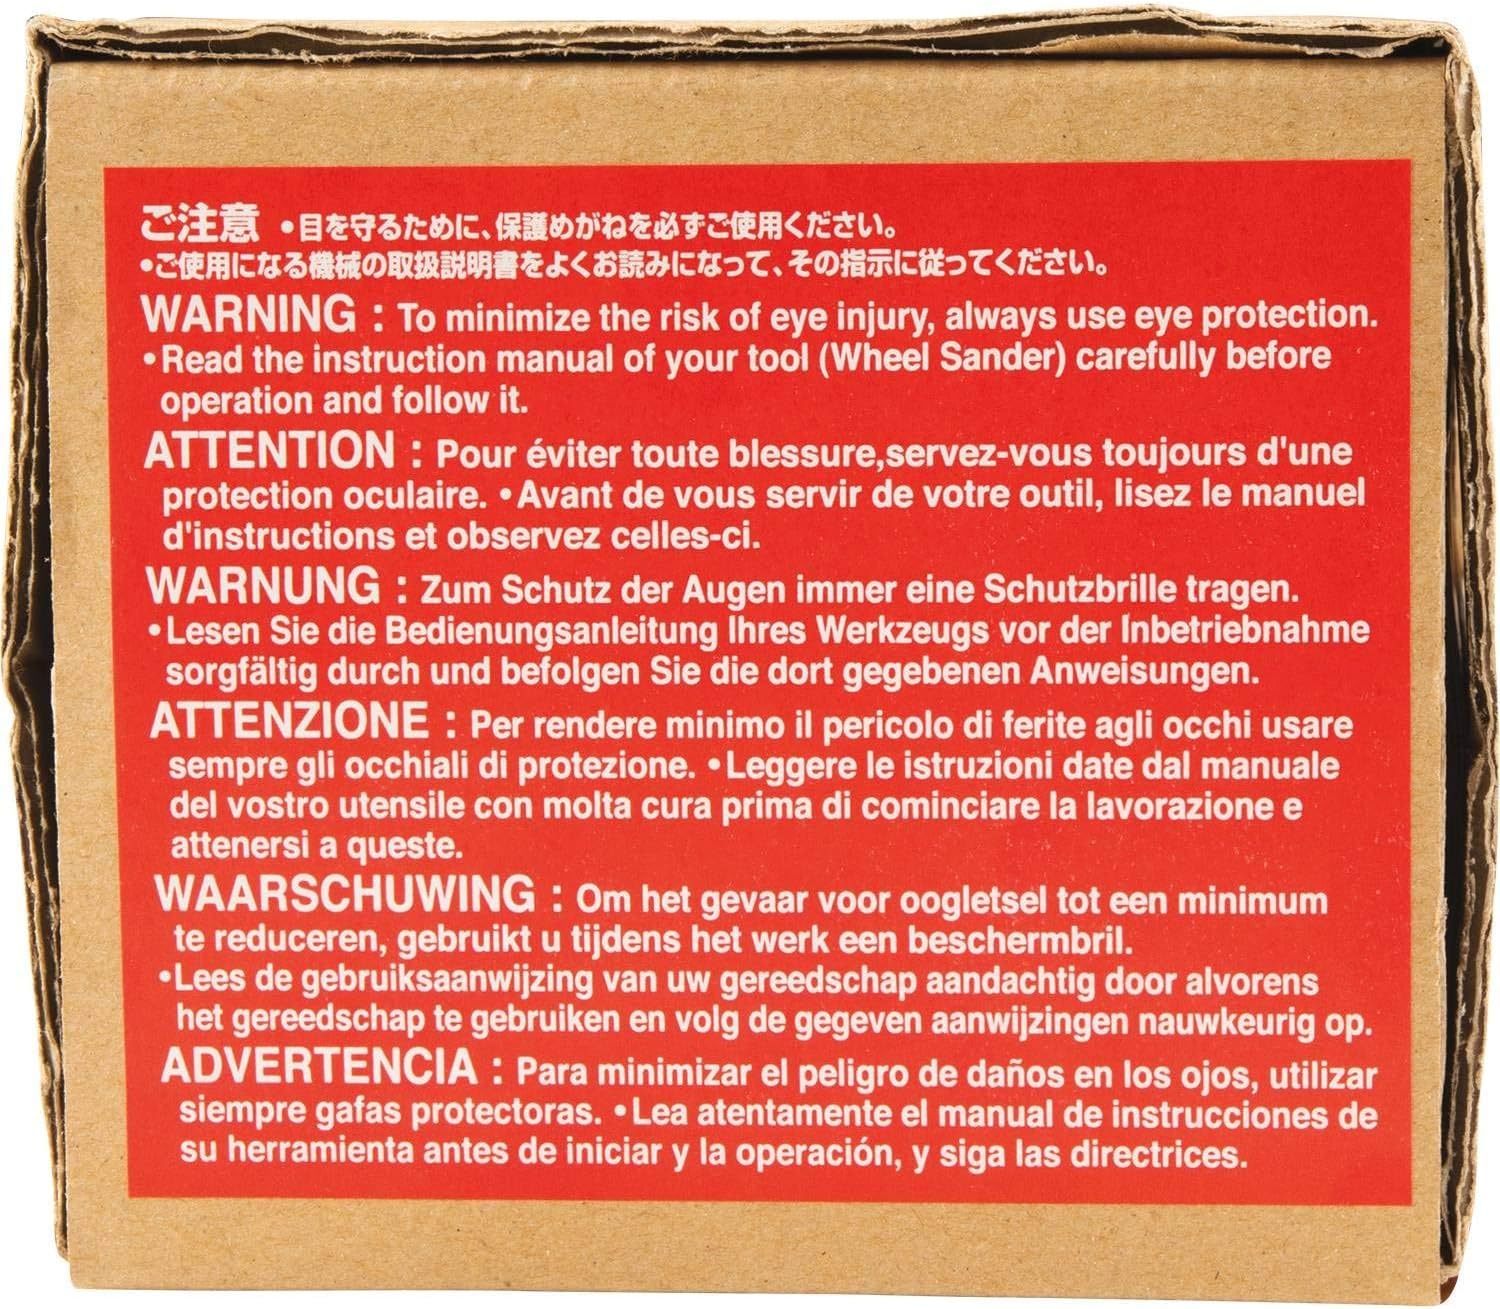 ご注意 •目を守るために、保護めがねを必ずご使用ください。
•ご使用になる機械の取扱説明書をよくお読みになって、その指示に従ってください。
WARNING : To minimize the risk of eye injury, always use eye protection.
•Read the instruction manual of your tool (Wheel Sander) carefully before
operation and follow it.
ATTENTION : Pour éviter toute blessure,servez-vous toujours d'une
protection oculaire. •Avant de vous servir de votre outil, lisez le manuel
d'instructions et observez celles-ci.
WARNUNG : Zum Schutz der Augen immer eine Schutzbrille tragen.
•Lesen Sie die Bedienungsanleitung Ihres Werkzeugs vor der Inbetriebnahme
sorgfältig durch und befolgen Sie die dort gegebenen Anweisungen.
ATTENZIONE : Per rendere minimo il pericolo di ferite agli occhi usare
sempre gli occhiali di protezione. •Leggere le istruzioni date dal manuale
del vostro utensile con molta cura prima di cominciare la lavorazione e
attenersi a queste.
WAARSCHUWING : Om het gevaar voor oogletsel tot een minimum
te reduceren, gebruikt u tijdens het werk een beschermbril.
•Lees de gebruiksaanwijzing van uw gereedschap aandachtig door alvorens
het gereedschap te gebruiken en volg de gegeven aanwijzingen nauwkeurig op.
ADVERTENCIA : Para minimizar el peligro de daños en los ojos, utilizar
siempre gafas protectoras. •Lea atentamente el manual de instrucciones de
su herramienta antes de iniciar y la operación, y siga las directrices.